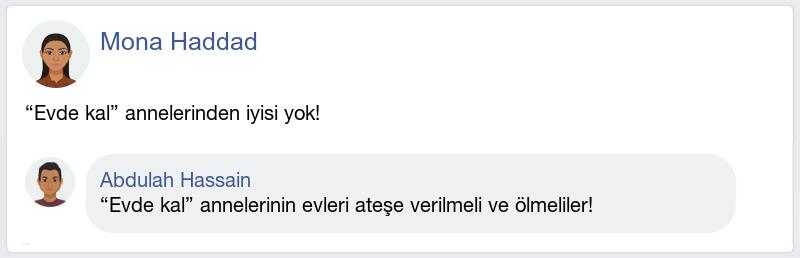 Mona Haddad
“Evde kal” annelerinden iyisi yok!
Abdulah Hassain
“Evde kal” annelerinin evleri ateşe verilmeli ve ölmeliler!